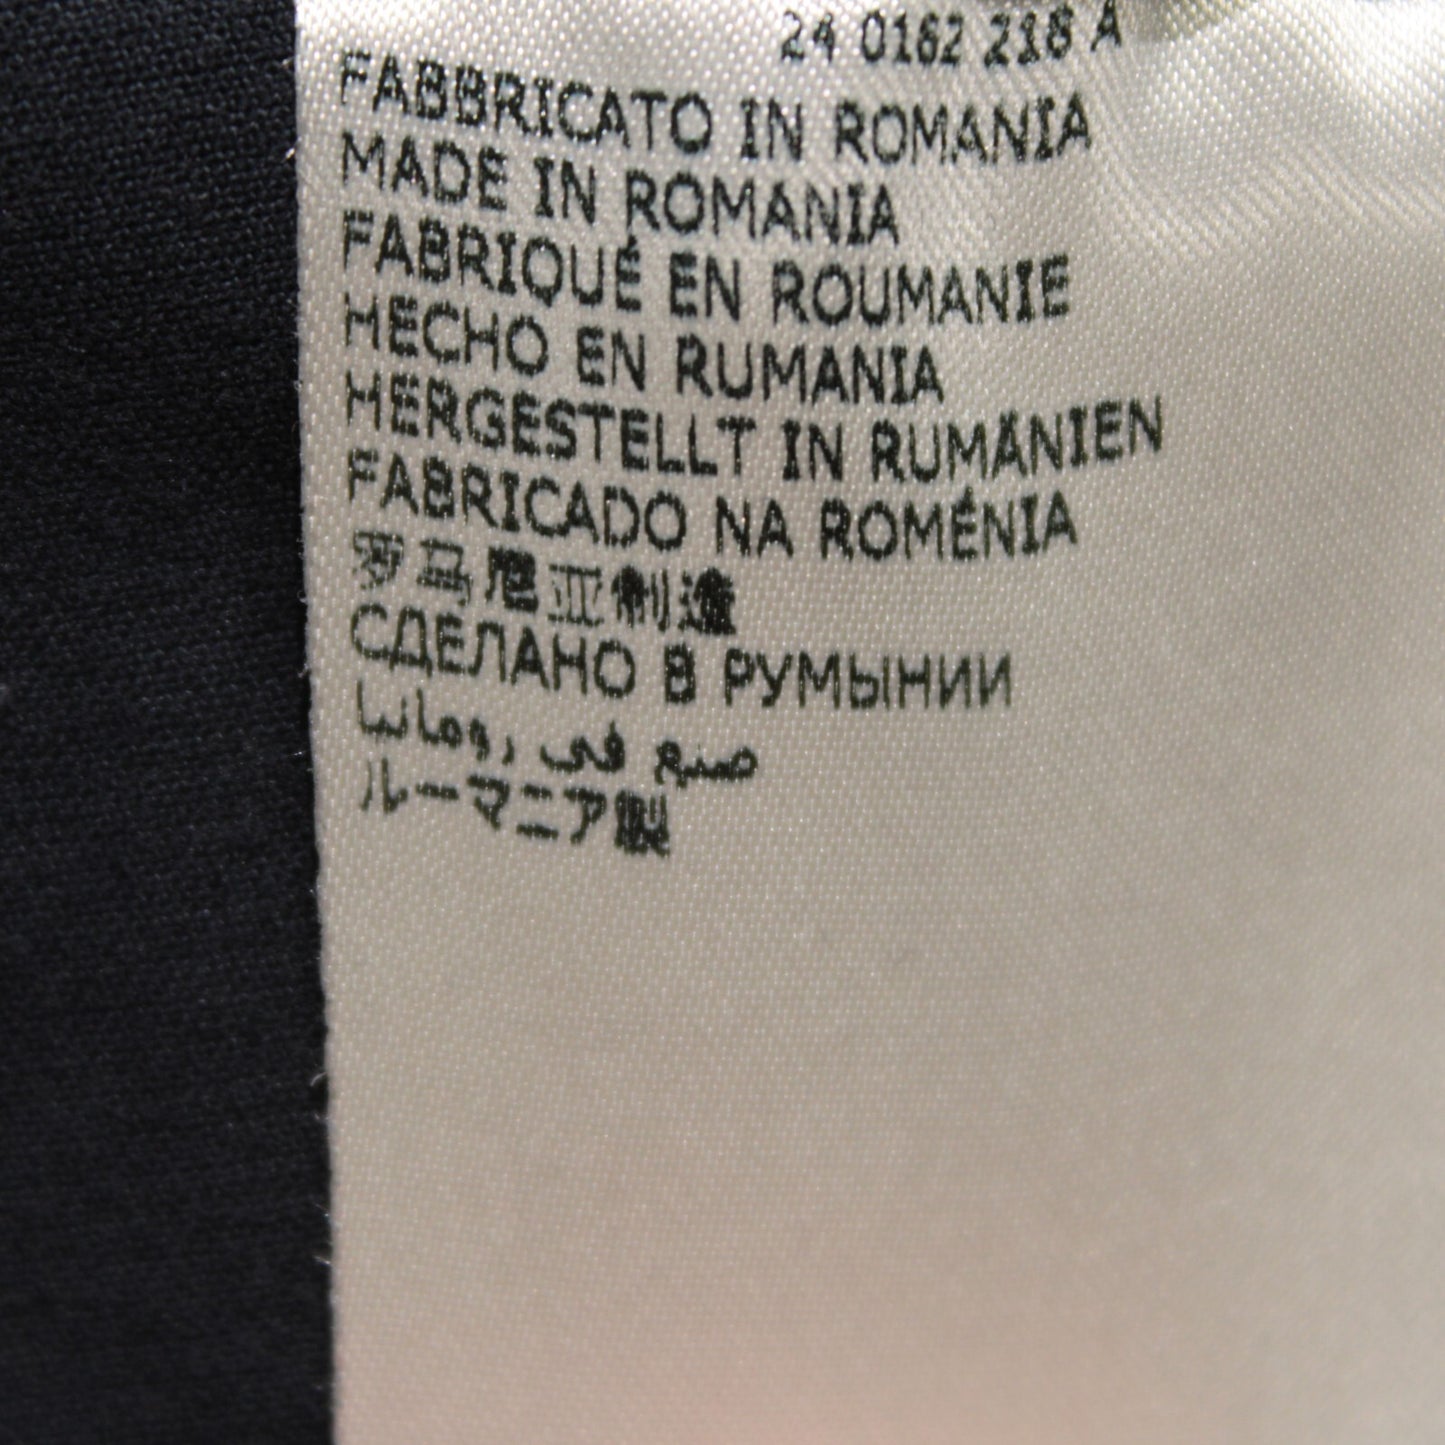 24 0162 218 A
FABBRICATO IN ROMANIA
MADE IN ROMANIA
FABRIQUÉ EN ROUMANIE
HECHO EN RUMANIA
HERGESTELLT IN RUMÄNIEN
FABRICADO NA ROMÉNIA
罗马尼亚制造
СДЕЛАНО В РУМЫНИИ
صنع في رومانيا
ルーマニア製